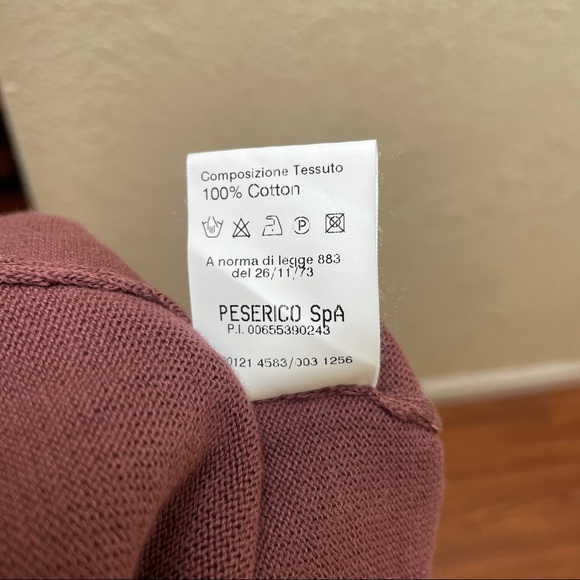 Composizione Tessuto
100% Cotton
P
A norma di legge 883
del 26/11/73
PESERICO SpA
P.I. 00655390243
0121 4583/003 1256